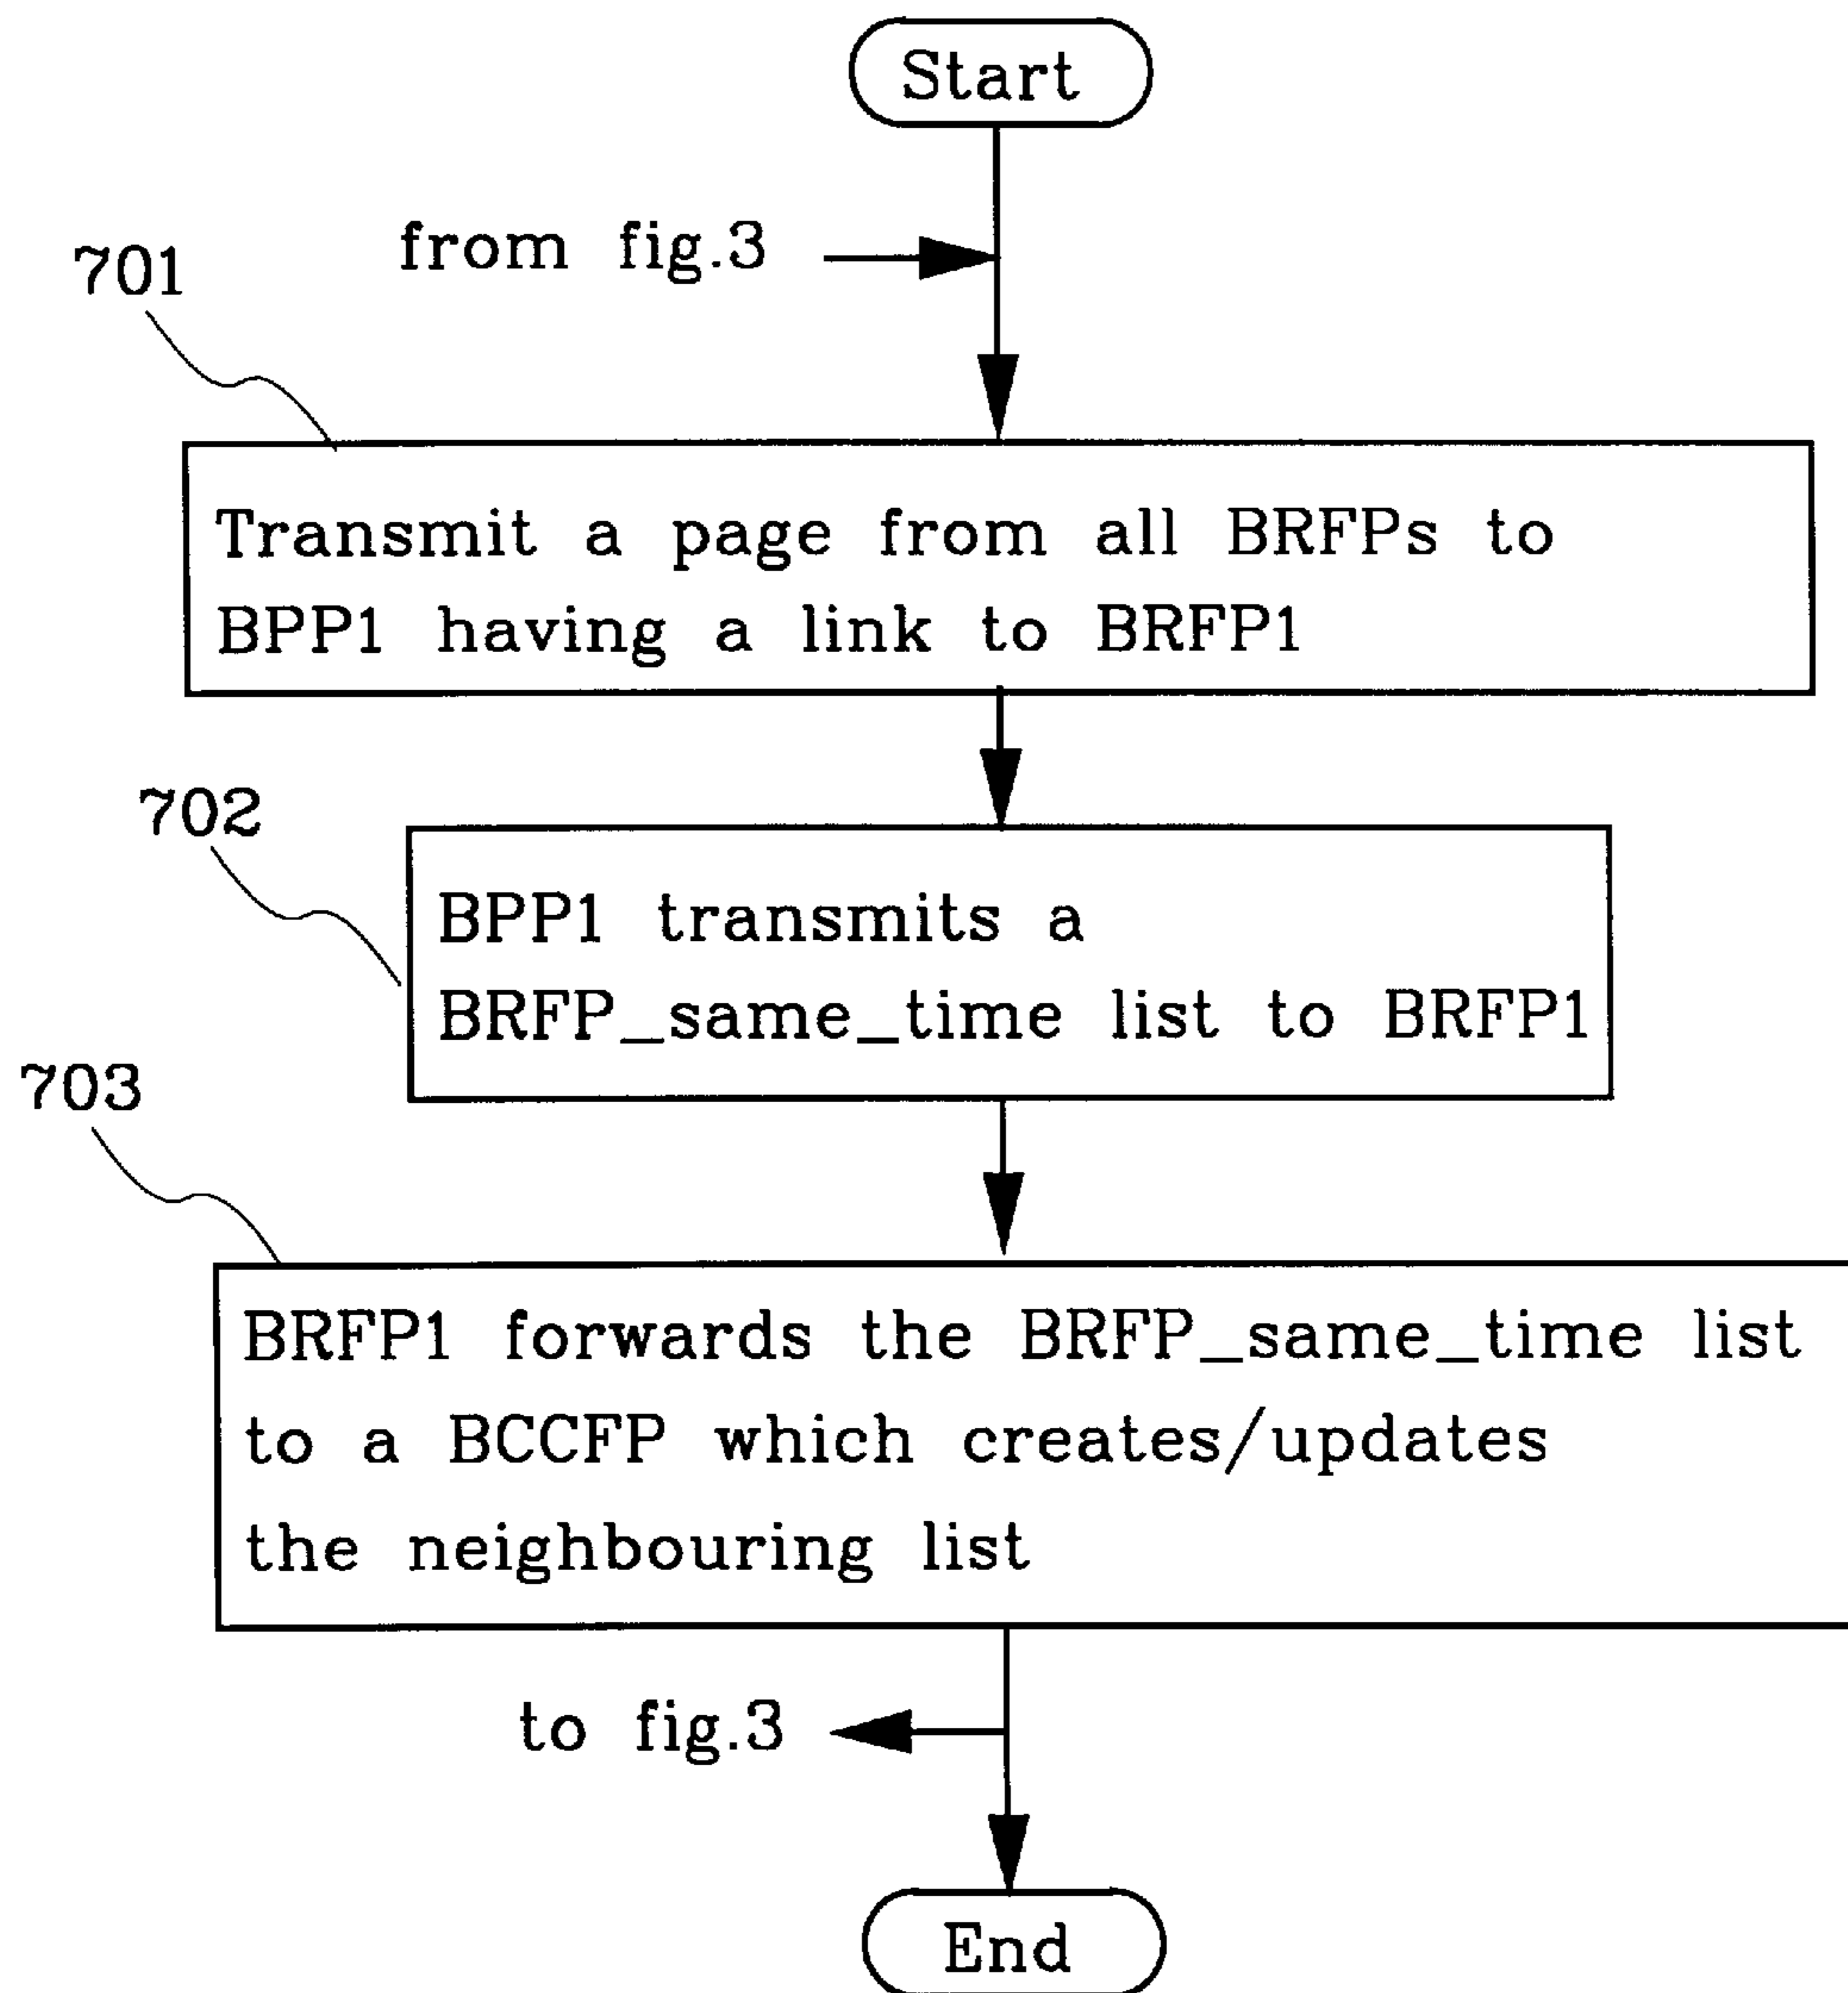 Start
from fig.3
701
Transmit a page from all BRFPs to
BPP1 having a link to BRFP1
702
BPP1 transmits a
BRFP_same_time list to BRFP1
703
BRFP1 forwards the BRFP_same_time list
to a BCCFP which creates/updates
the neighbouring list
to fig.3
End